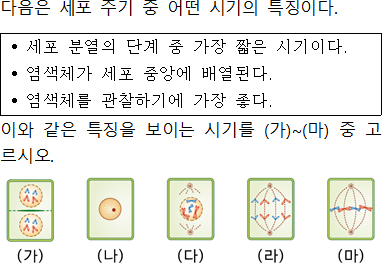 다음은 세포 주기 중 어떤 시기의 특징이다.
• 세포 분열의 단계 중 가장 짧은 시기이다.
• 염색체가 세포 중앙에 배열된다.
• 염색체를 관찰하기에 가장 좋다.
이와 같은 특징을 보이는 시기를 (가)~(마) 중 고
르시오.
(가) (나) (다) (라) (마)